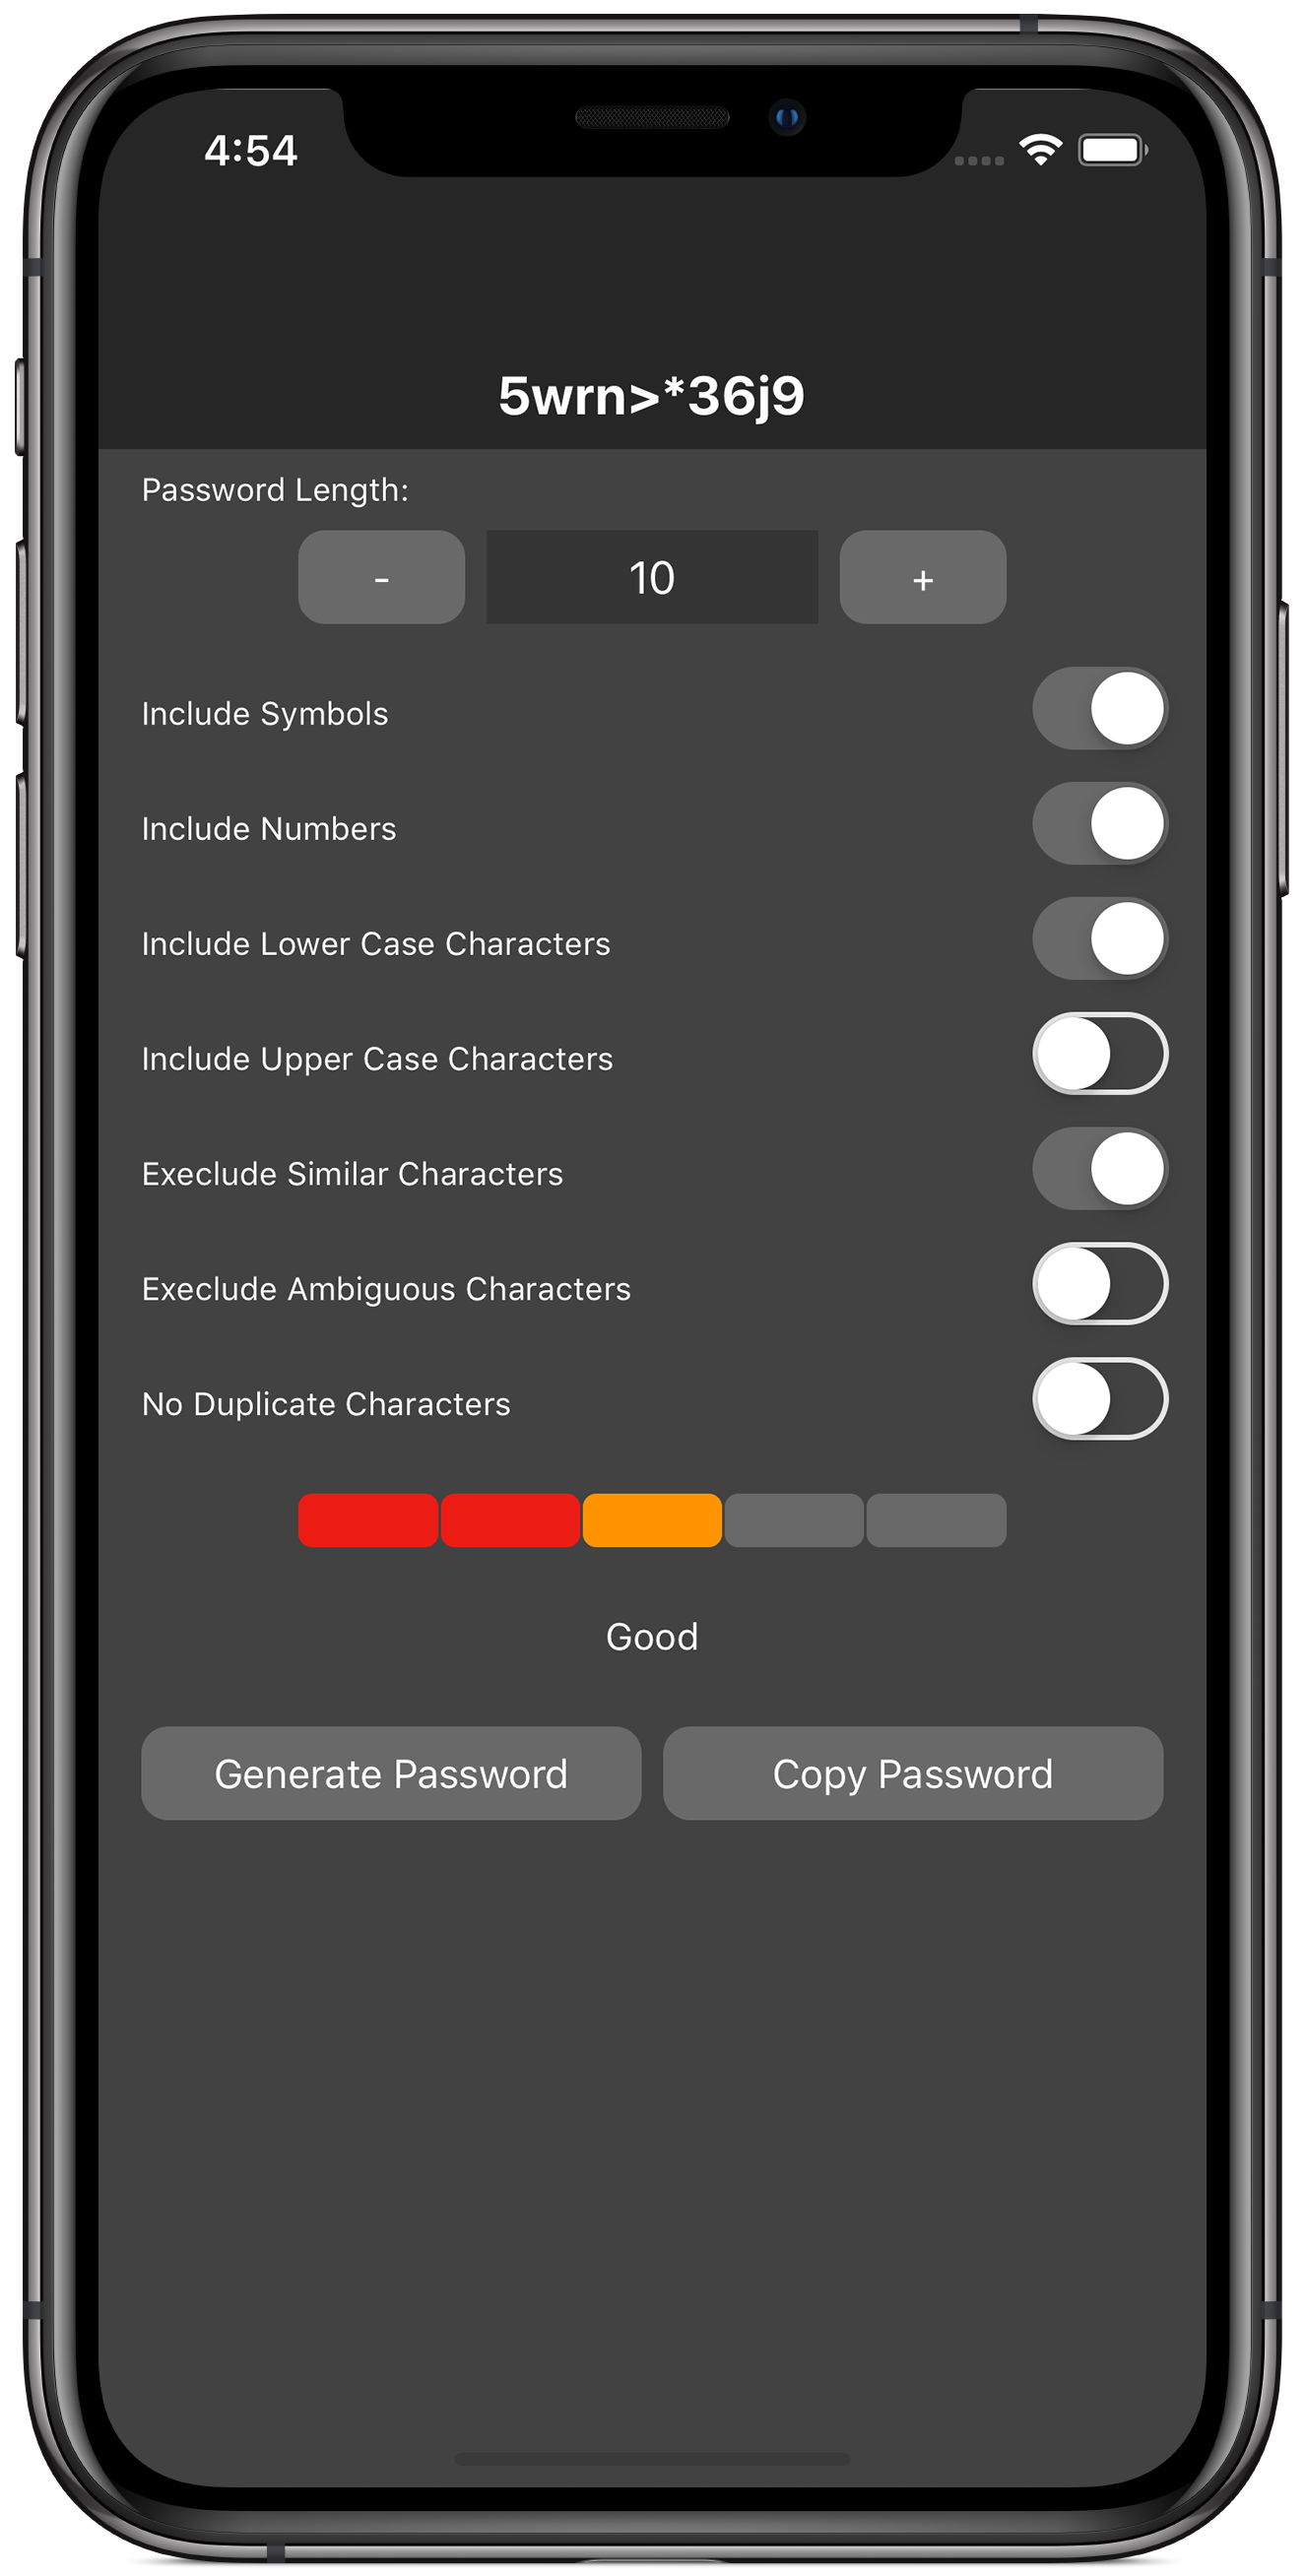 4:54
5wrn>*36j9
Password Length:
- 10 +
Include Symbols
Include Numbers
Include Lower Case Characters
Include Upper Case Characters
Execlude Similar Characters
Execlude Ambiguous Characters
No Duplicate Characters
Good
Generate Password Copy Password